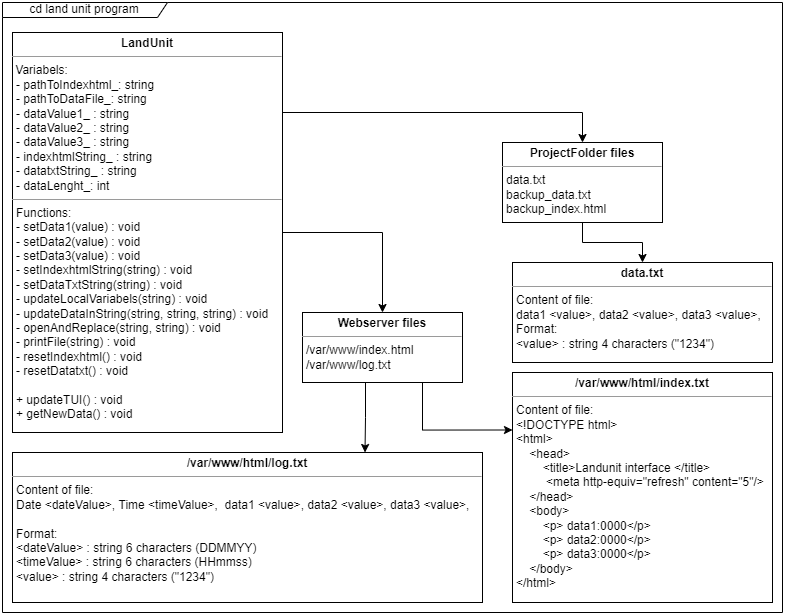 cd land unit program
LandUnit
Variabels:
- pathToIndexhtml_: string
- pathToDataFile_: string
- dataValue1_ : string
- dataValue2_ : string
- dataValue3_ : string
- indexhtmlString_ : string
- datatxtString_ : string
- dataLenght_: int
Functions:
- setData1(value) : void
- setData2(value) : void
- setData3(value) : void
- setIndexhtmlString(string) : void
- setDataTxtString(string) : void
- updateLocalVariabels(string) : void
- updateDataInString(string, string, string) : void
- openAndReplace(string, string) : void
- printFile(string) : void
- resetIndexhtml() : void
- resetDatatxt() : void
+ updateTUI() : void
+ getNewData() : void
ProjectFolder files
data.txt
backup_data.txt
backup_index.html
data.txt
Content of file:
data1 <value>, data2 <value>, data3 <value>,
Format:
<value> : string 4 characters ("1234")
Webserver files
/var/www/index.html
/var/www/log.txt
/var/www/html/index.txt
Content of file:
<!DOCTYPE html>
<html>
<head>
<title>Landunit interface </title>
<meta http-equiv="refresh" content="5"/>
</head>
<body>
<p> data1:0000</p>
<p> data2:0000</p>
<p> data3:0000</p>
</body>
</html>
/var/www/html/log.txt
Content of file:
Date <dateValue>, Time <timeValue>, data1 <value>, data2 <value>, data3 <value>,
Format:
<dateValue> : string 6 characters (DDMMYY)
<timeValue> : string 6 characters (HHmmss)
<value> : string 4 characters ("1234")